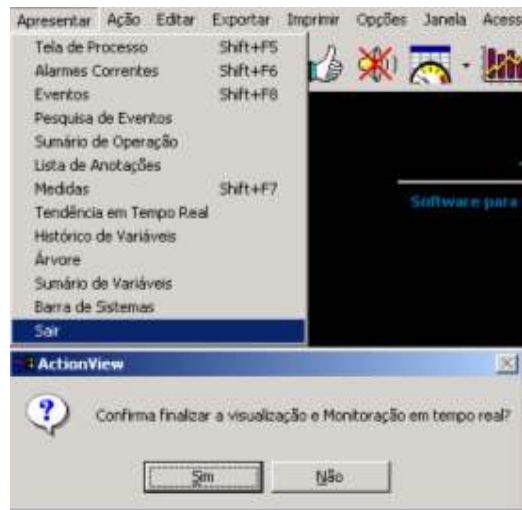 Apresentar Ação Editar Exportar Imprimir Opções Janela Acess
Tela de Processo Shift+F5
Alarmes Correntes Shift+F6
Eventos Shift+F8
Pesquisa de Eventos
Sumário de Operação
Lista de Anotações
Medidas Shift+F7
Tendência em Tempo Real
Histórico de Variáveis
Árvore
Sumário de Variáveis
Barra de Sistemas
Sair
Software para
ActionView
Confirma finalizar a visualização e Monitoração em tempo real?
Sim Não